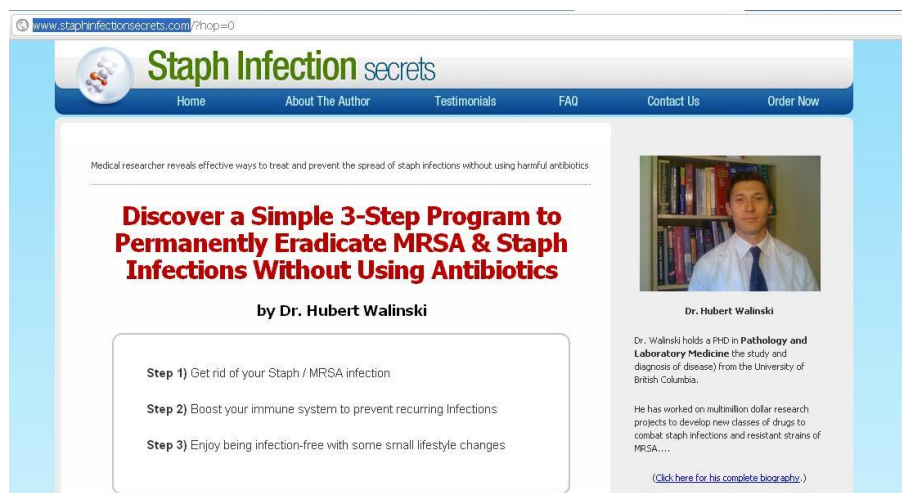 www.staphinfectionsecrets.com/?hop=0
Staph Infection secrets
Home About The Author Testimonials FAQ Contact Us Order Now
Medical researcher reveals effective ways to treat and prevent the spread of staph infections without using harmful antibiotics
Discover a Simple 3-Step Program to
Permanently Eradicate MRSA & Staph
Infections Without Using Antibiotics
by Dr. Hubert Walinski
Step 1) Get rid of your Staph / MRSA infection
Step 2) Boost your immune system to prevent recurring Infections
Step 3) Enjoy being infection-free with some small lifestyle changes
Dr. Hubert Walinski
Dr. Walinski holds a PHD in Pathology and
Laboratory Medicine the study and
diagnosis of disease) from the University of
British Columbia.
He has worked on multimillion dollar research
projects to develop new classes of drugs to
combat staph infections and resistant strains of
MRSA....
(Click here for his complete biography.)